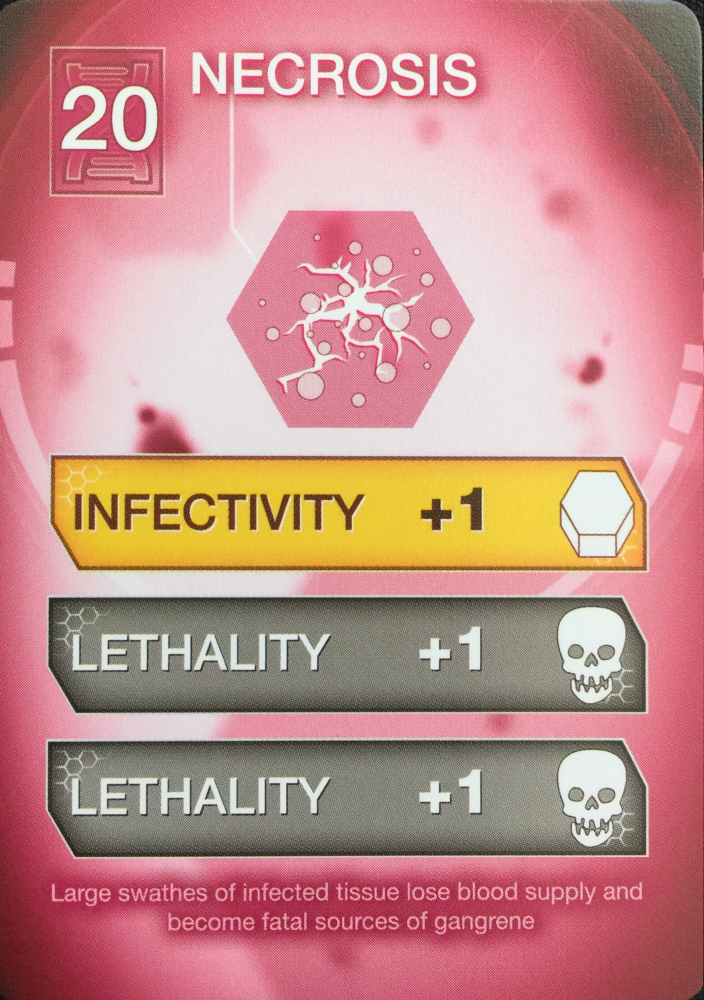 NECROSIS
20
INFECTIVITY +1
LETHALITY +1
LETHALITY +1
Large swathes of infected tissue lose blood supply and
become fatal sources of gangrene